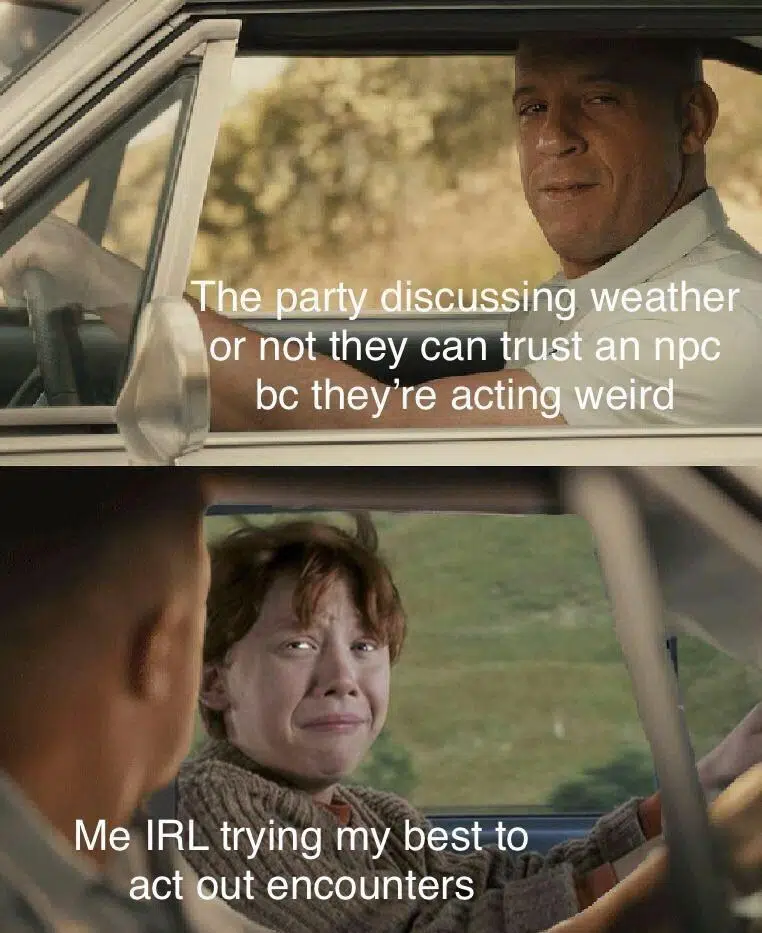 The party discussing weather
or not they can trust an npc
bc they’re acting weird
Me IRL trying my best to
act out encounters